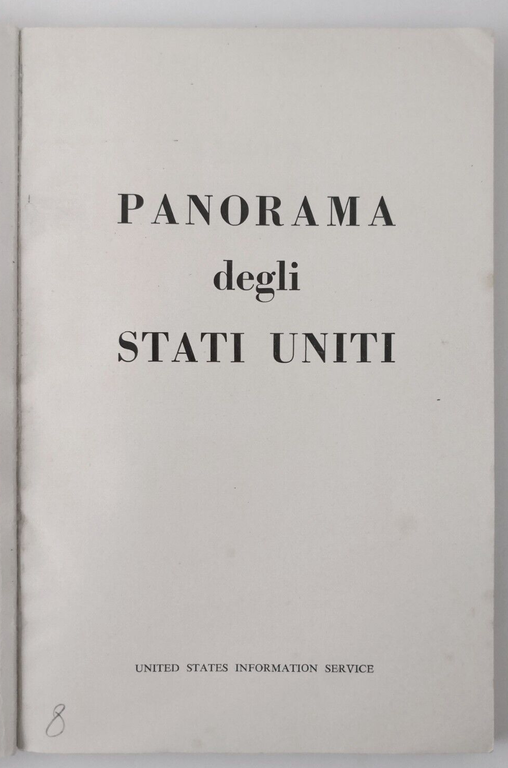 PANORAMA
degli
STATI UNITI
UNITED STATES INFORMATION SERVICE
8